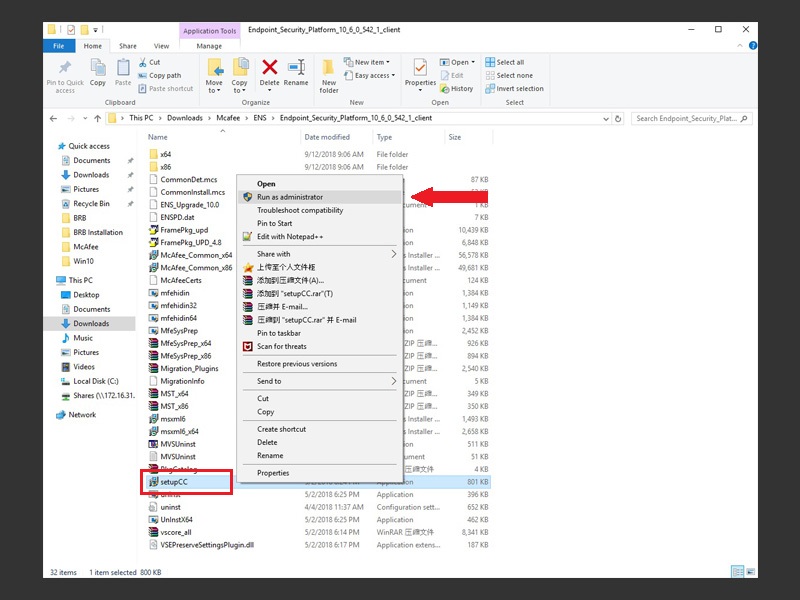 Application Tools
Endpoint_Security_Platform_10_6_0_542_1_client
File
Home
Share
View
Manage
Pin to Quick access
Copy
Paste
Cut
Copy path
Paste shortcut
Clipboard
Move to
Copy to
Delete
Rename
Organize
New folder
New item
Easy access
New
Properties
Open
Edit
History
Open
Select all
Select none
Invert selection
Select
This PC > Downloads > Mcafee > ENS > Endpoint_Security_Platform_10_6_0_542_1_client
Search Endpoint_Security_Plat...
Quick access
Documents
Downloads
Pictures
Recycle Bin
BRB
BRB Installation
McAfee
Win10
This PC
Desktop
Documents
Downloads
Music
Pictures
Videos
Local Disk (C:)
Shares (\\172.16.31.
Network
Name
Date modified
Type
Size
x64 9/12/2018 9:06 AM File folder
x86 9/12/2018 9:06 AM File folder
CommonDet.mcs 87 KB
CommonInstall.mcs
ENS_Upgrade_10.0 cument 1 KB
ENSPD.dat 7 KB
FramePkg_upd ation 10,439 KB
FramePkg_UPD_4.8 ation 6,848 KB
McAfee_Common_x64 s Installer ... 56,578 KB
McAfee_Common_x86 s Installer ... 49,681 KB
McAfeeCerts cument 124 KB
mfehidin ation 1,384 KB
mfehidin32 ation 1,149 KB
mfehidin64 ation 1,384 KB
MfeSysPrep ation 2,452 KB
MfeSysPrep_x64 ZIP 压缩... 926 KB
MfeSysPrep_x86 ZIP 压缩... 894 KB
Migration_Plugins ZIP 压缩... 2,540 KB
MigrationInfo cument 5 KB
MST_x64 ZIP 压缩... 349 KB
MST_x86 ZIP 压缩... 350 KB
msxml6 s Installer ... 1,493 KB
msxml6_x64 s Installer ... 2,658 KB
MVSUninst ation 511 KB
MVSUninst cument 51 KB
PkgCatalog 压缩文件 4 KB
setupCC Application 801 KB
uninst 5/2/2018 6:25 PM Application 396 KB
uninst 4/4/2018 11:37 AM Configuration sett... 652 KB
UnInstX64 5/2/2018 6:25 PM Application 462 KB
vscore_all 5/2/2018 6:14 PM WinRAR 压缩文件 8,341 KB
VSEPreserveSettingsPlugin.dll 5/2/2018 6:17 PM Application extens... 187 KB
Open
Run as administrator
Troubleshoot compatibility
Pin to Start
Edit with Notepad++
Share with
上传至个人文件柜
添加到压缩文件(A)...
添加到 "setupCC.rar"(T)
压缩并 E-mail...
压缩到 "setupCC.rar" 并 E-mail
Pin to taskbar
Scan for threats
Restore previous versions
Send to
Cut
Copy
Create shortcut
Delete
Rename
Properties
32 items 1 item selected 800 KB